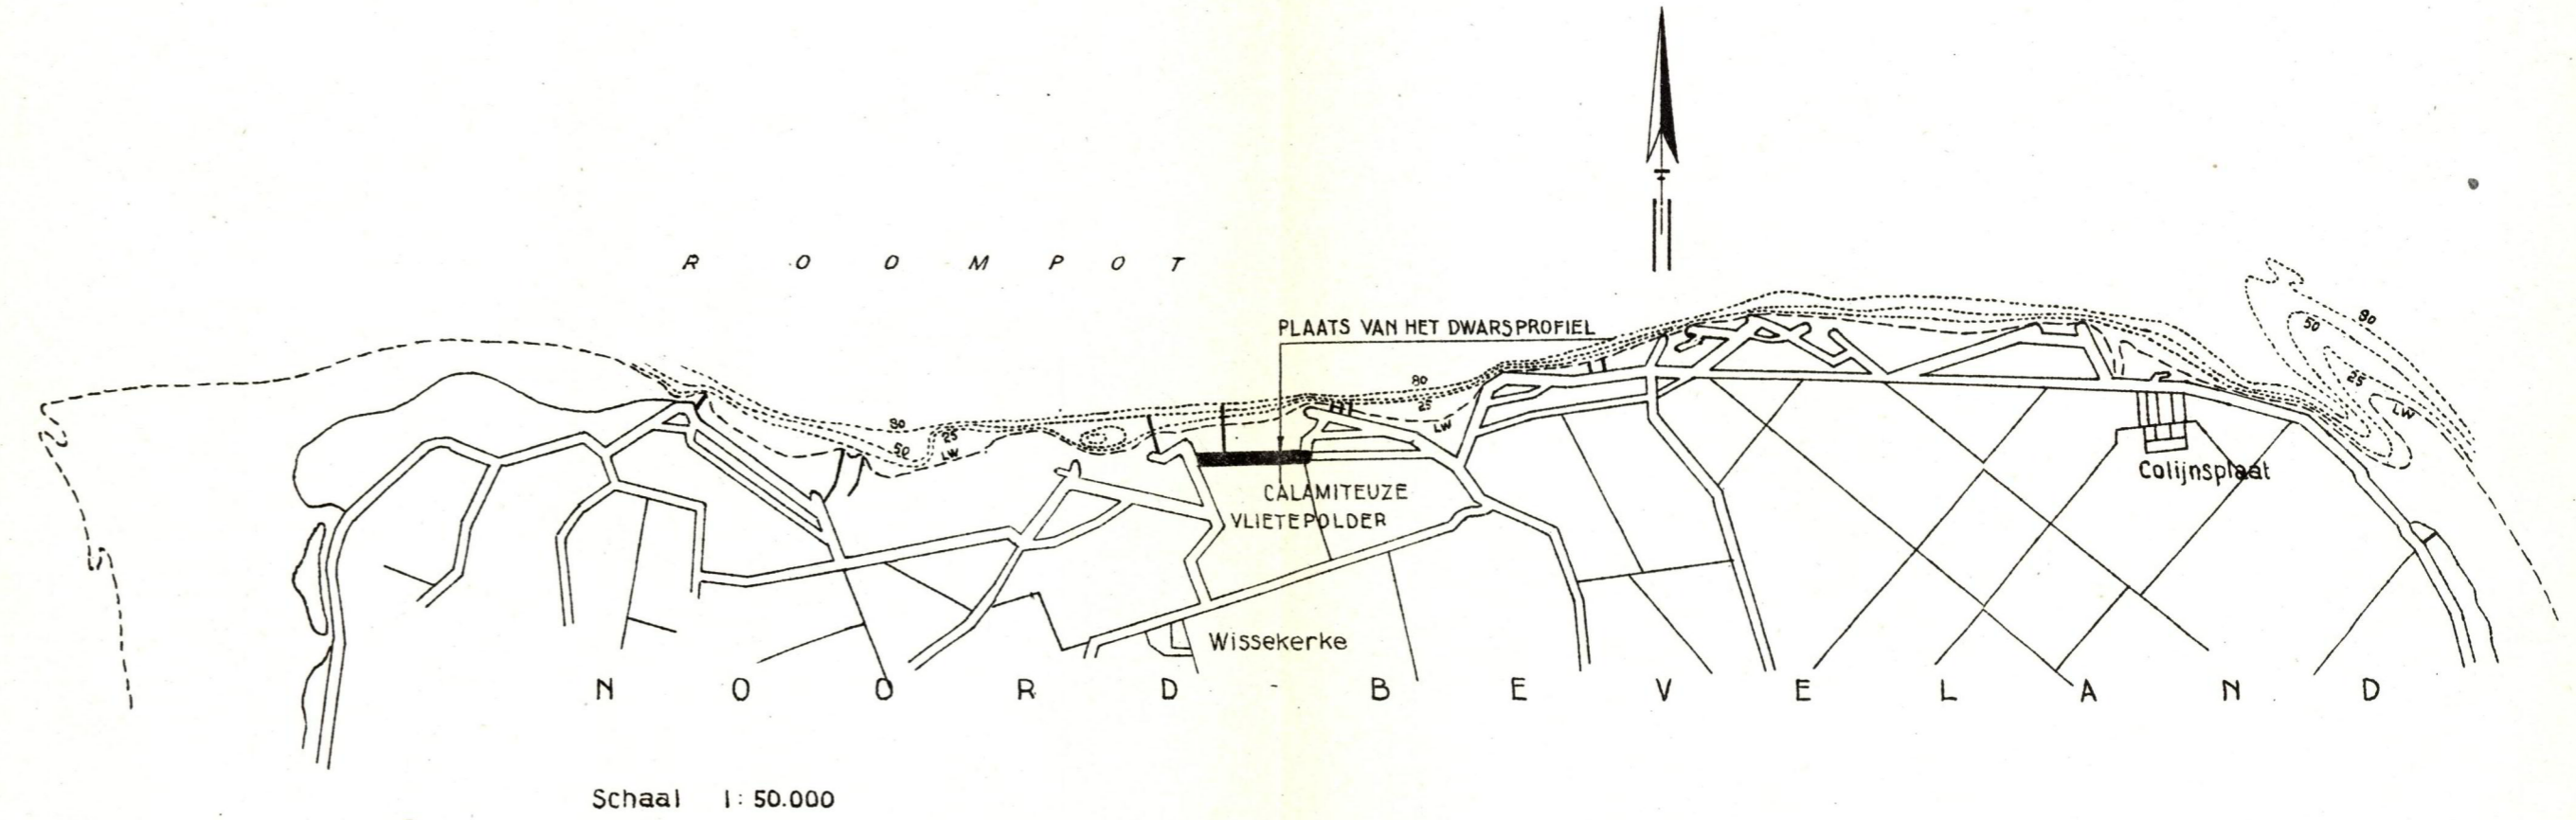 R O O M P O T
PLAATS VAN HET DWARSPROFIEL
80
50
25
LW
80
25
LW
80
50
25
LW
CALAMITEUZE
VLIETEPOLDER
Colijnsplaat
Wissekerke
N O O R D - B E V E L A N D
Schaal 1: 50.000